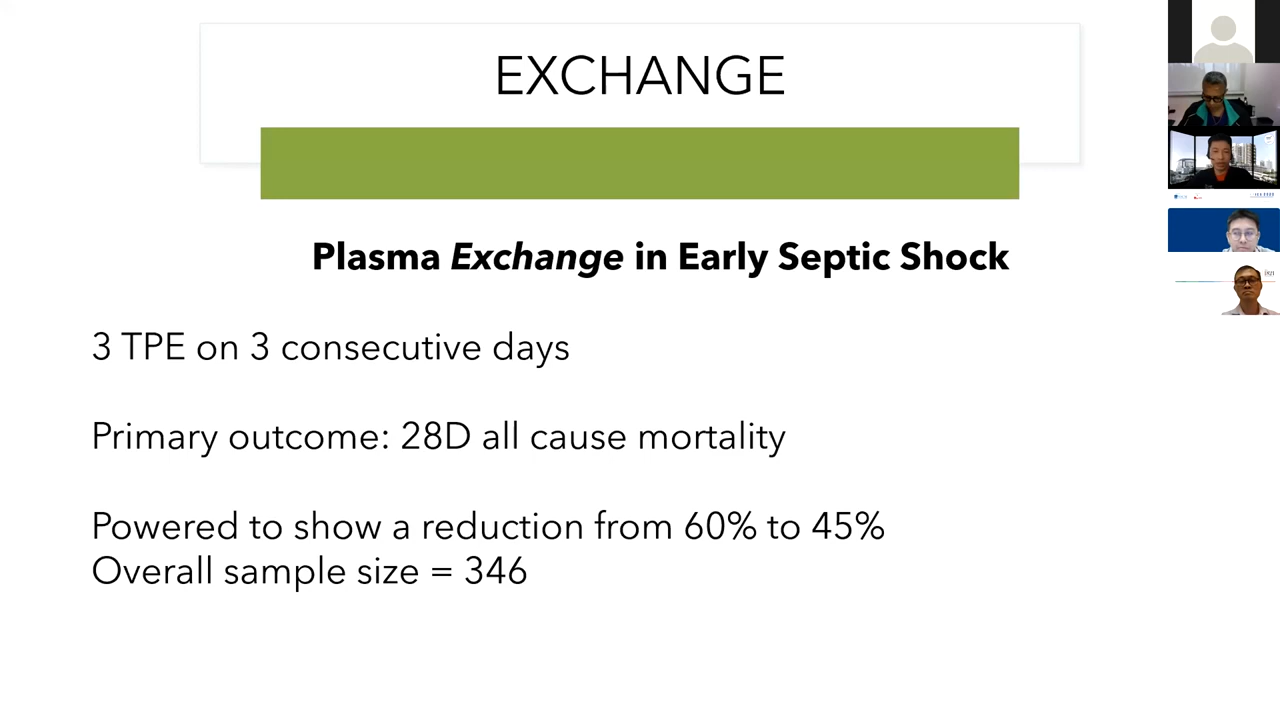 EXCHANGE
Plasma Exchange in Early Septic Shock
3 TPE on 3 consecutive days
Primary outcome: 28D all cause mortality
Powered to show a reduction from 60% to 45%
Overall sample size = 346